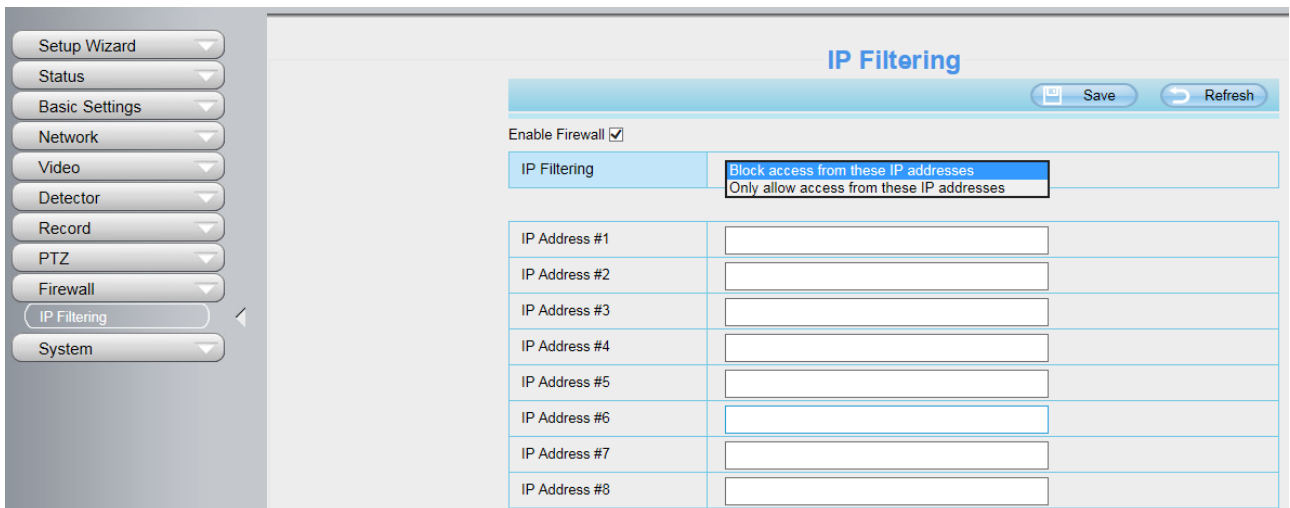 Setup Wizard
Status
Basic Settings
Network
Video
Detector
Record
PTZ
Firewall
IP Filtering
System
IP Filtering
Save
Refresh
Enable Firewall
IP Filtering
Block access from these IP addresses
Only allow access from these IP addresses
IP Address #1
IP Address #2
IP Address #3
IP Address #4
IP Address #5
IP Address #6
IP Address #7
IP Address #8